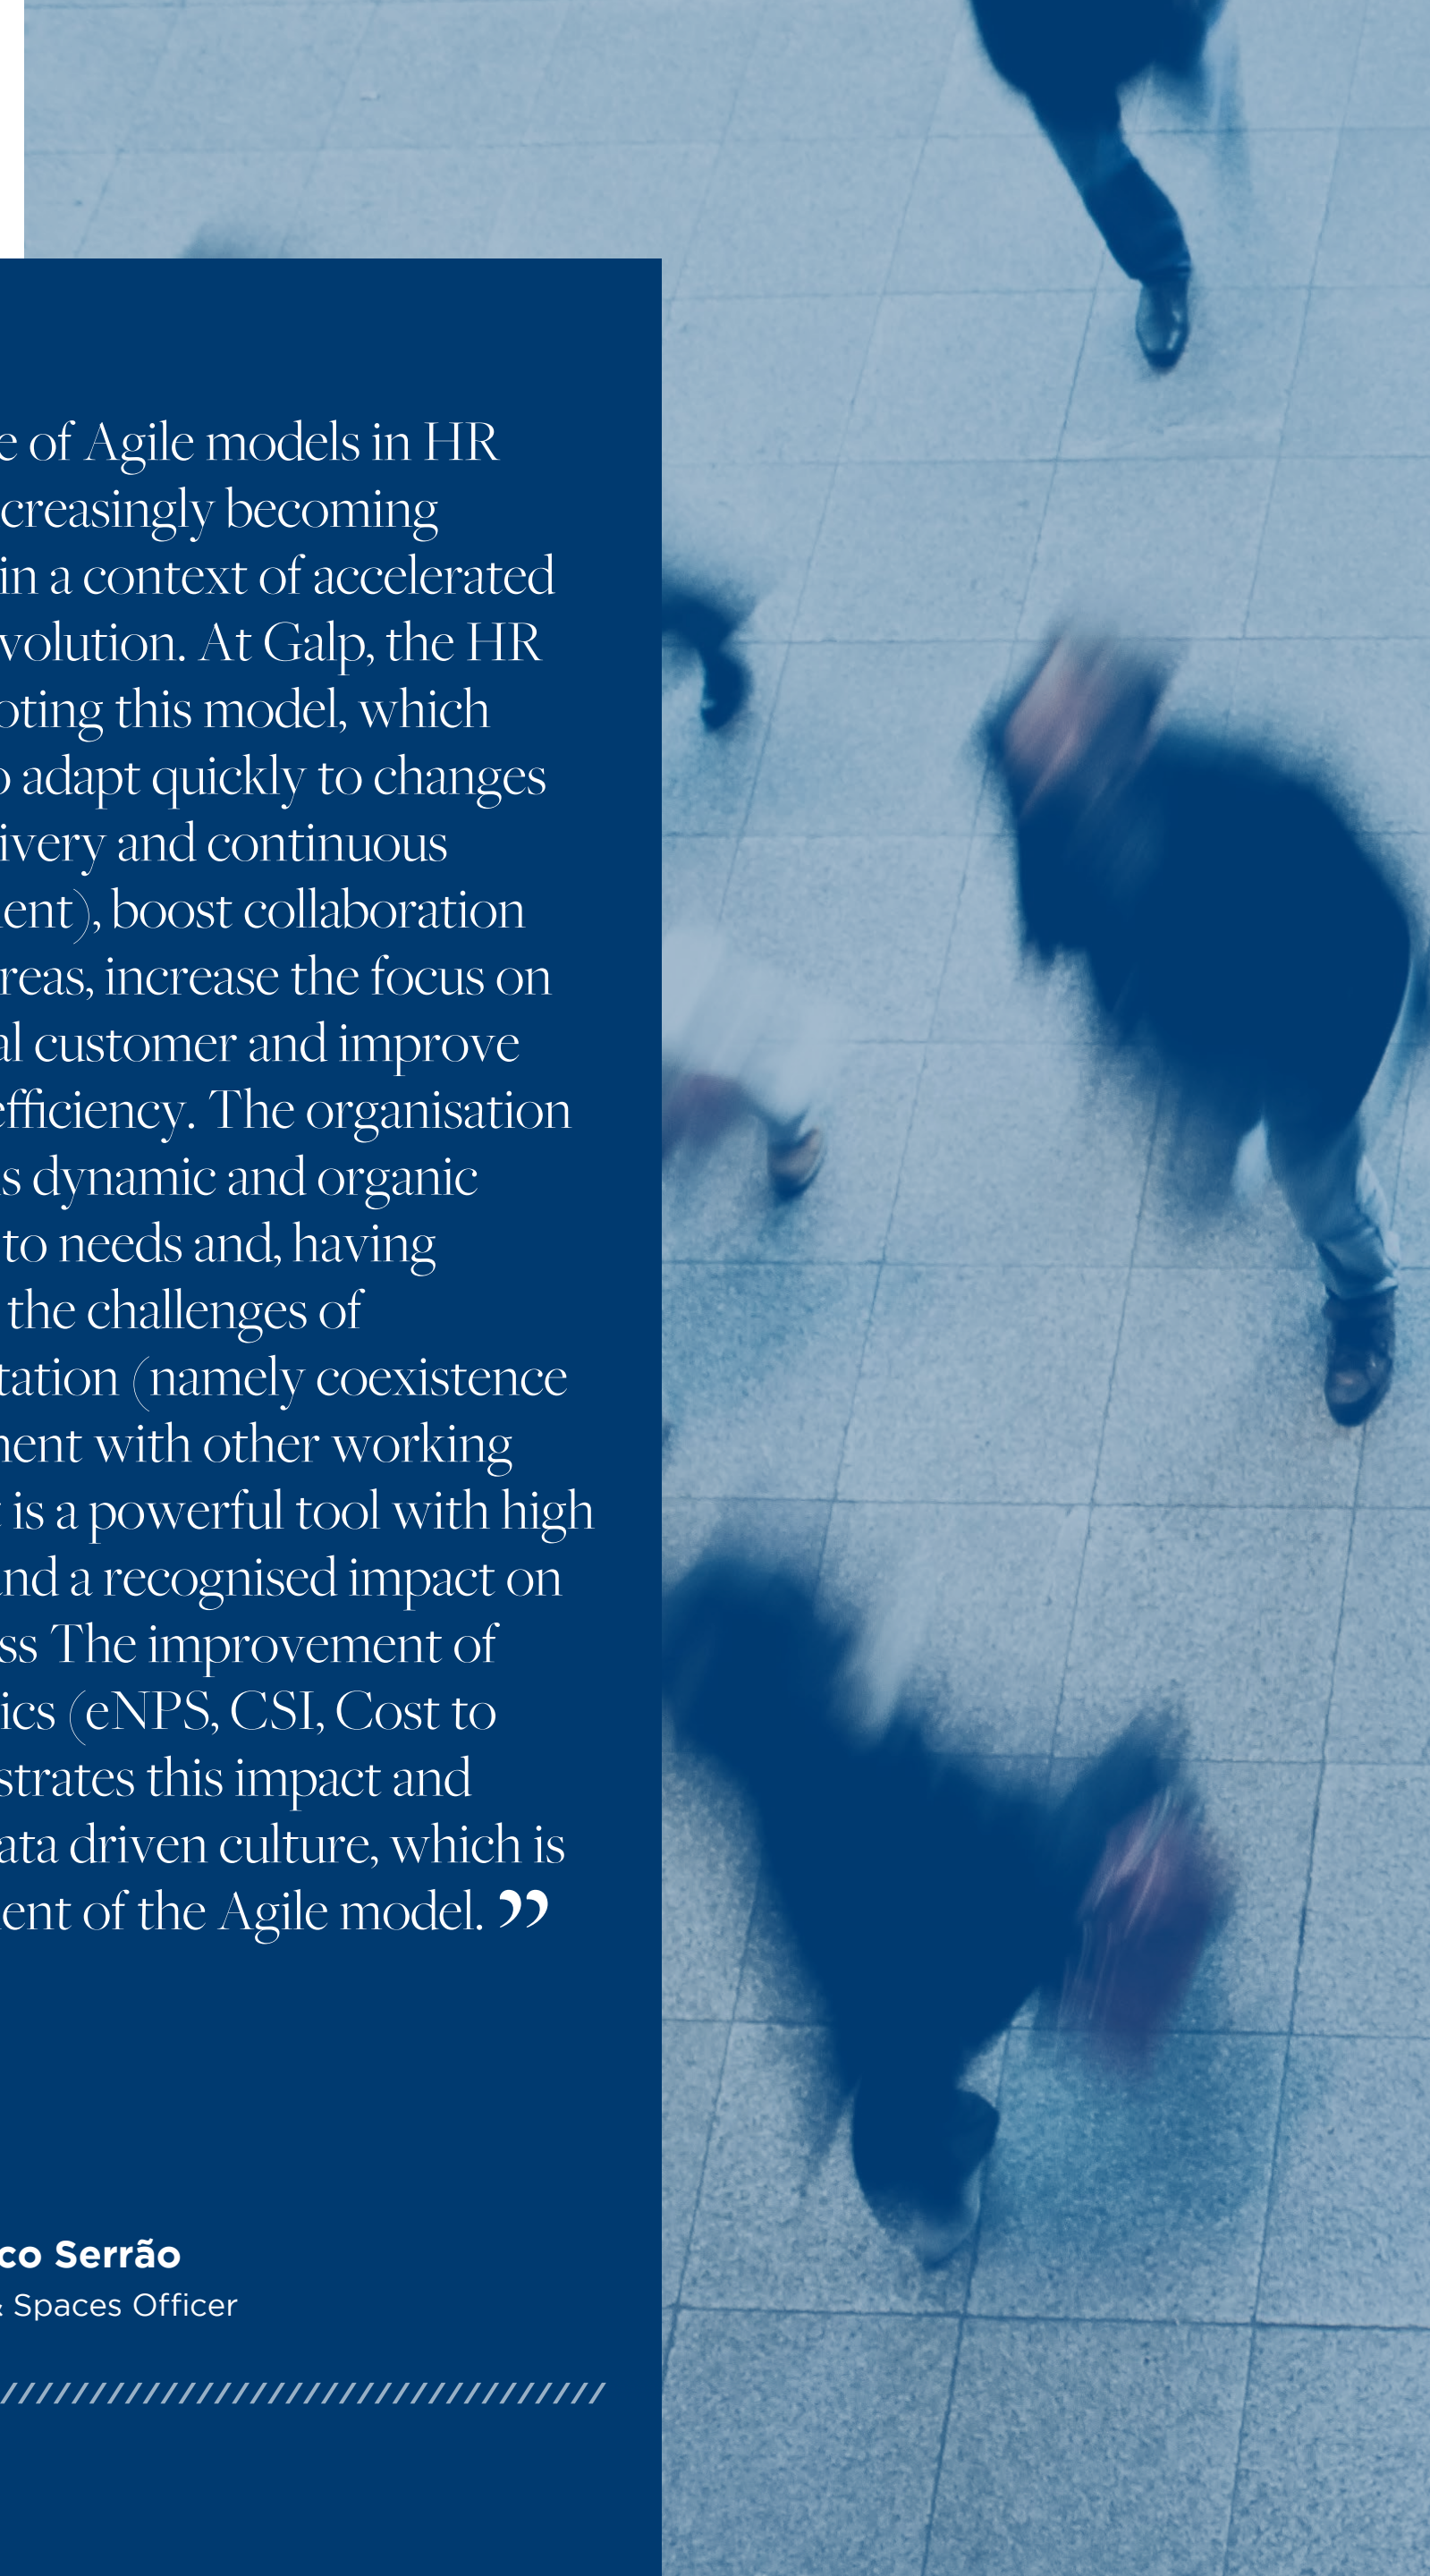 e of Agile models in HR
creasingly becoming
in a context of accelerated
volution. At Galp, the HR
oting this model, which
o adapt quickly to changes
ivery and continuous
ent), boost collaboration
reas, increase the focus on
al customer and improve
efficiency. The organisation
s dynamic and organic
to needs and, having
the challenges of
tation (namely coexistence
ment with other working
is a powerful tool with high
and a recognised impact on
ss The improvement of
ics (eNPS, CSI, Cost to
strates this impact and
ata driven culture, which is
ent of the Agile model. ”
co Serrão
& Spaces Officer